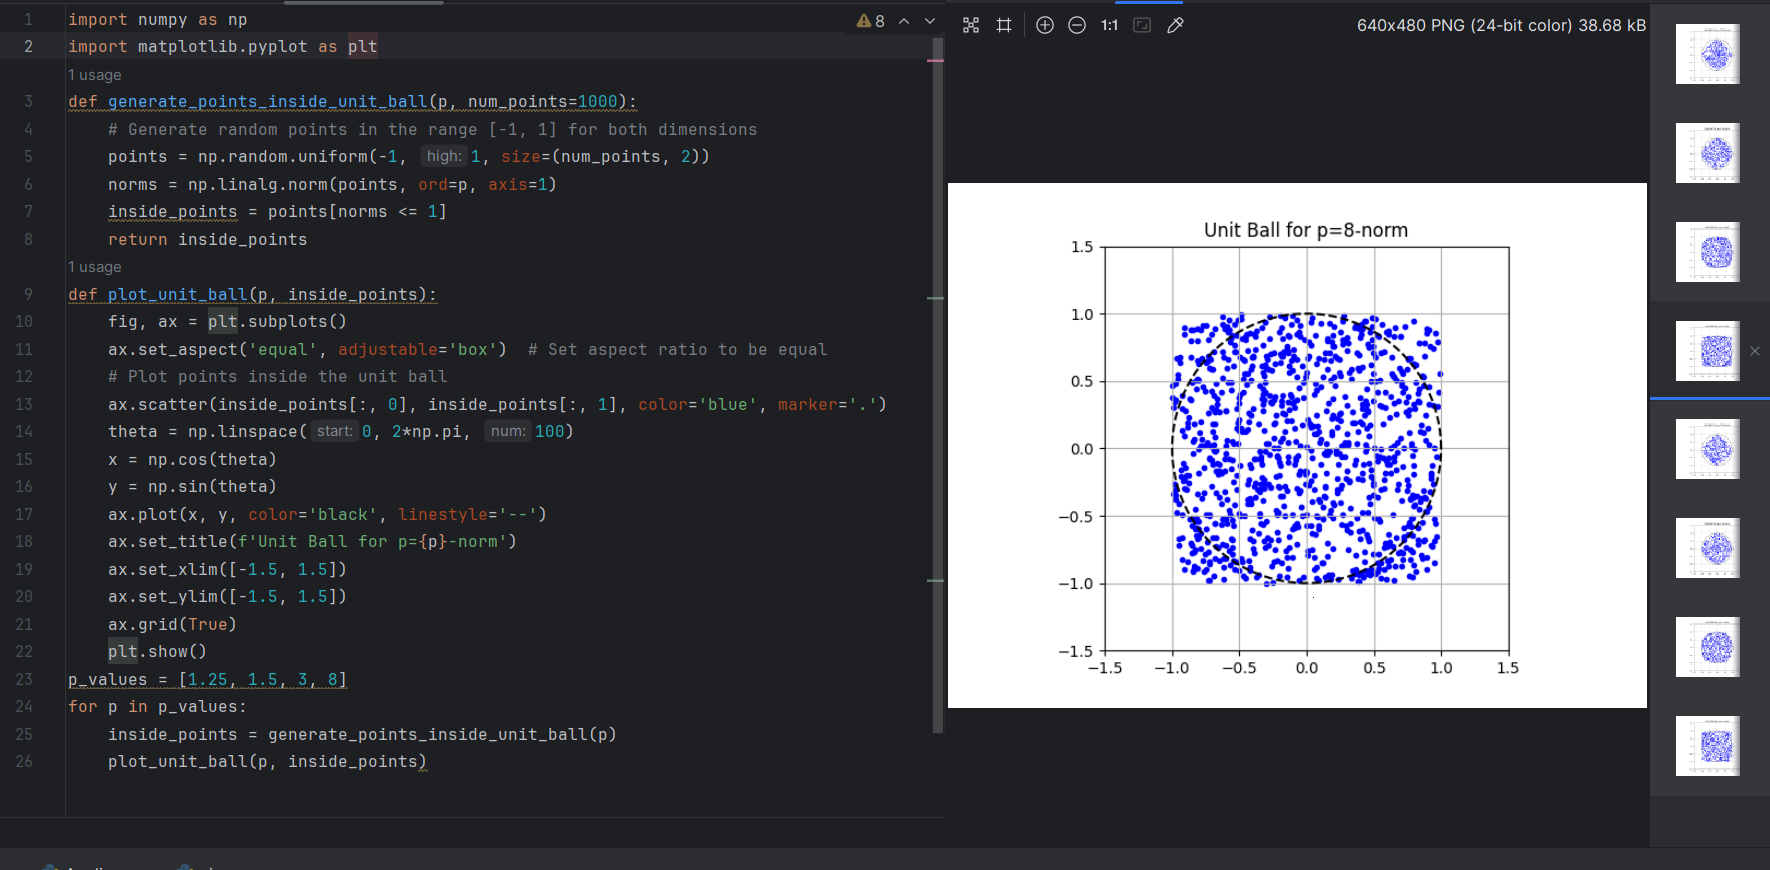 1 import numpy as np
8
2 import matplotlib.pyplot as plt
1 usage
3 def generate_points_inside_unit_ball(p, num_points=1000):
4 # Generate random points in the range [-1, 1] for both dimensions
5 points = np.random.uniform(-1, high: 1, size=(num_points, 2))
6 norms = np.linalg.norm(points, ord=p, axis=1)
7 inside_points = points[norms <= 1]
8 return inside_points
1 usage
9 def plot_unit_ball(p, inside_points):
10 fig, ax = plt.subplots()
11 ax.set_aspect('equal', adjustable='box')  # Set aspect ratio to be equal
12 # Plot points inside the unit ball
13 ax.scatter(inside_points[:, 0], inside_points[:, 1], color='blue', marker='.')
14 theta = np.linspace( start: 0, 2*np.pi, num: 100)
15 x = np.cos(theta)
16 y = np.sin(theta)
17 ax.plot(x, y, color='black', linestyle='--')
18 ax.set_title(f'Unit Ball for p={p}-norm')
19 ax.set_xlim([-1.5, 1.5])
20 ax.set_ylim([-1.5, 1.5])
21 ax.grid(True)
22 plt.show()
23 p_values = [1.25, 1.5, 3, 8]
24 for p in p_values:
25 inside_points = generate_points_inside_unit_ball(p)
26 plot_unit_ball(p, inside_points)
1:1
640x480 PNG (24-bit color) 38.68 kB
Unit Ball for p=8-norm
1.5
1.0
0.5
0.0
−0.5
−1.0
−1.5
−1.5 −1.0 −0.5 0.0 0.5 1.0 1.5